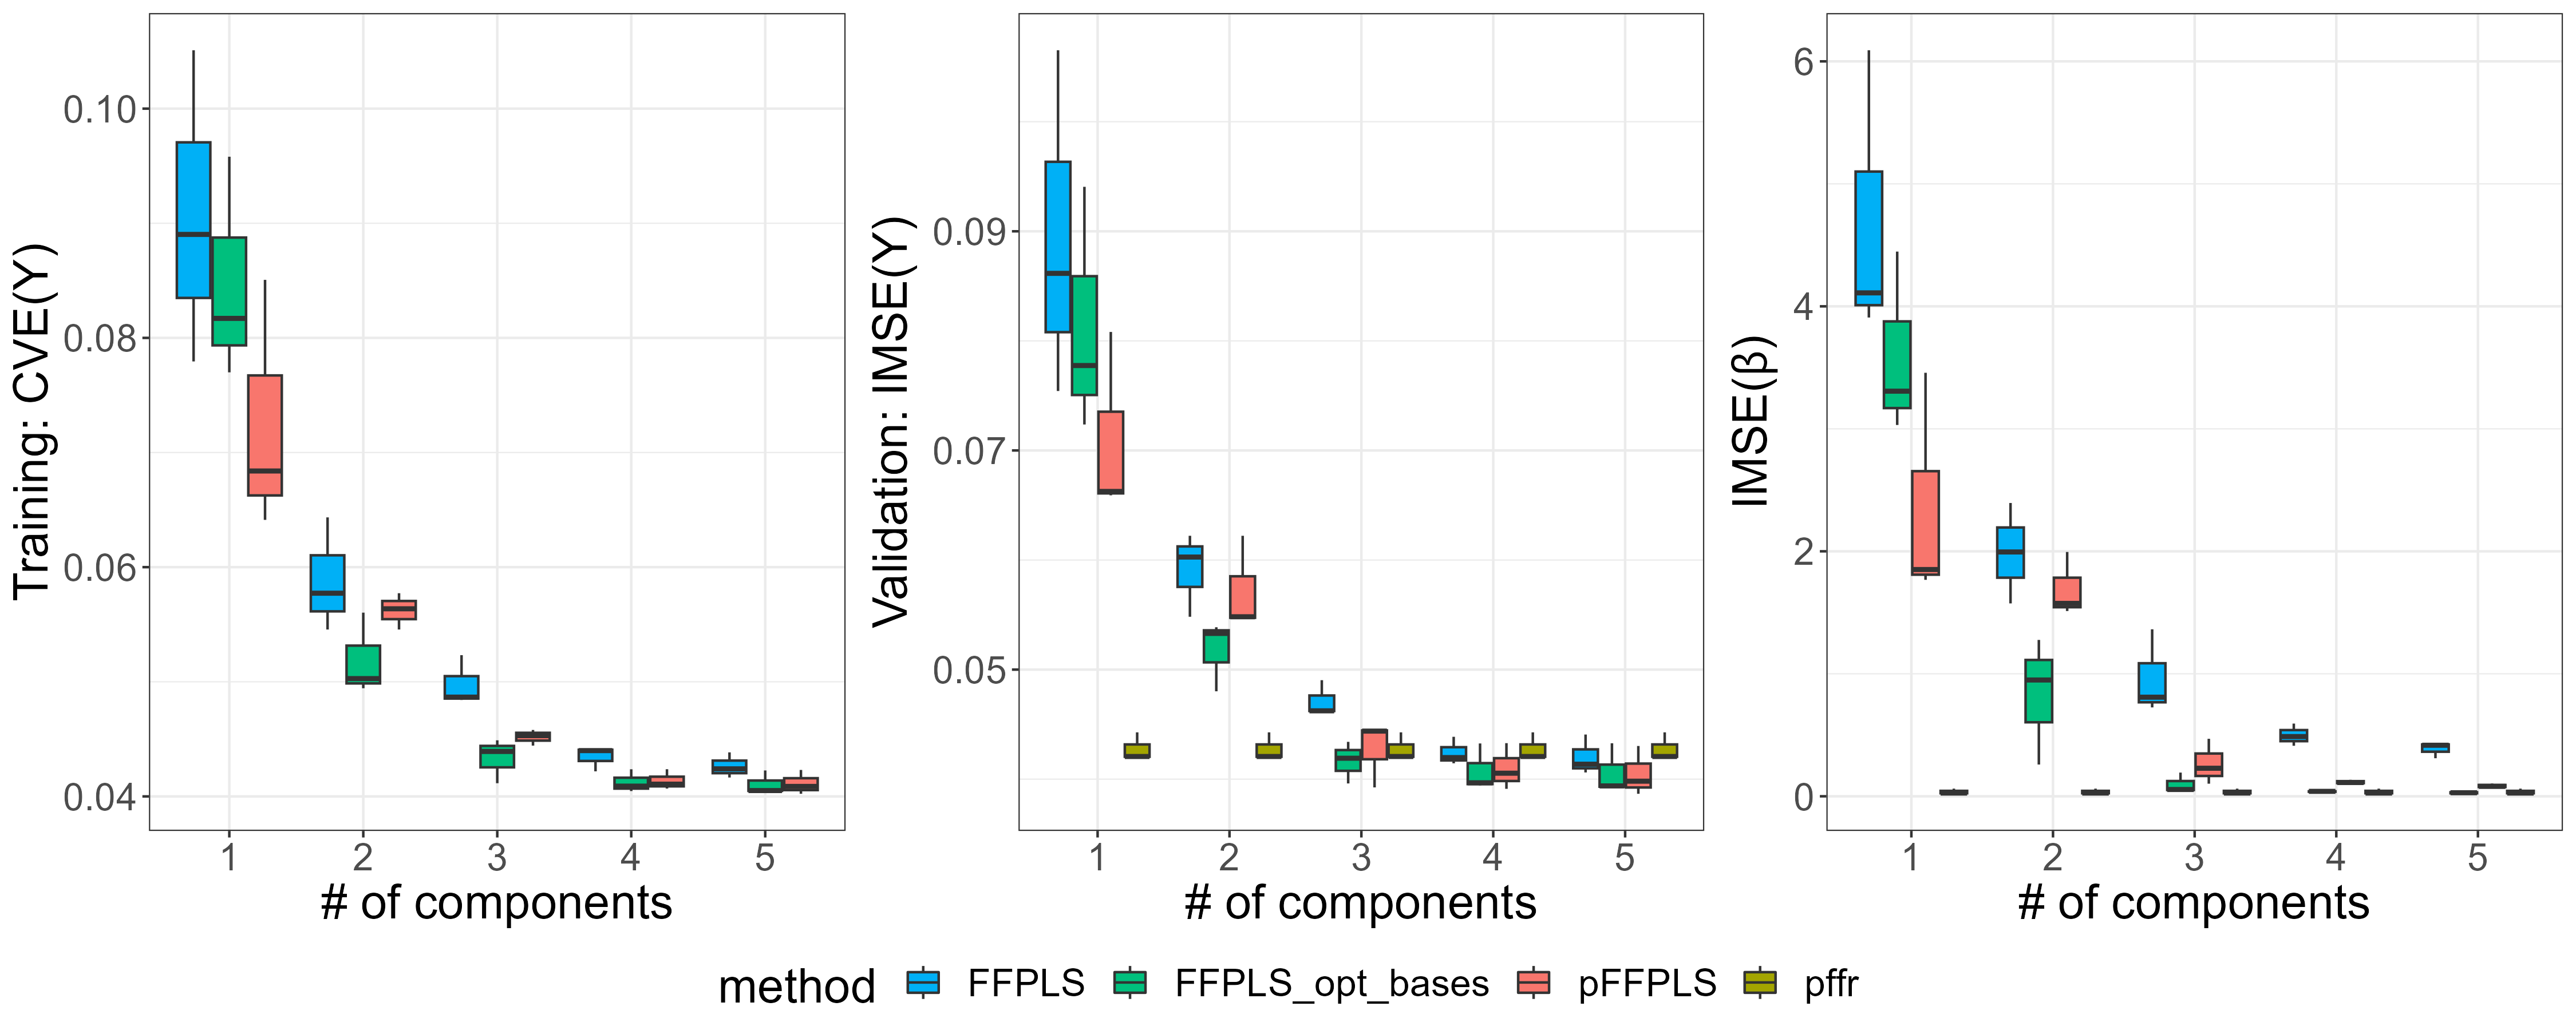 Training: CVE(Y)
0.10
0.08
0.06
0.04
1 2 3 4 5
# of components
Validation: IMSE(Y)
0.09
0.07
0.05
1 2 3 4 5
# of components
IMSE(β)
6
4
2
0
1 2 3 4 5
# of components
method FFPLS FFPLS_opt_bases pFFPLS pffr